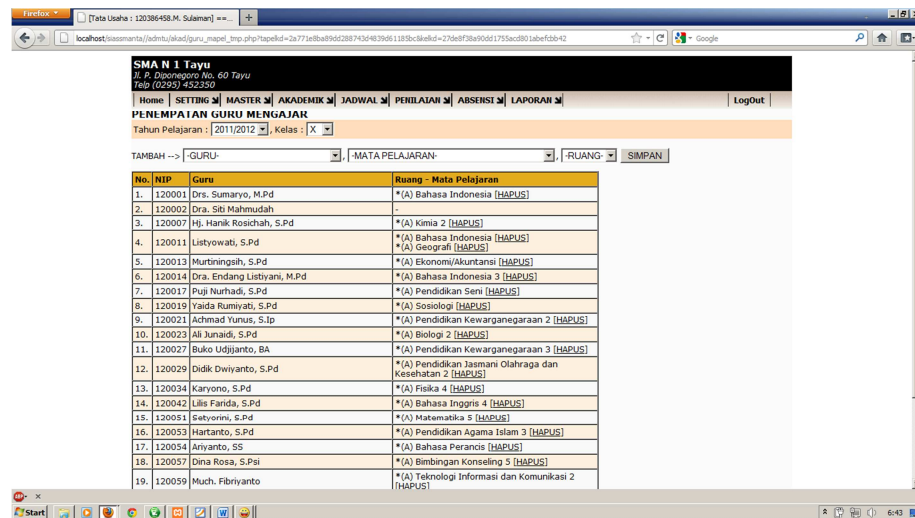 Firefox
[Tata Usaha : 120386458.M. Sulaiman] ==...
localhost/siassmanta//admtu/akad/guru_mapel_tmp.php?tapelkd=2a771e8ba89dd288743d4839d61185bc&kelkd=27de8f38a90dd1755acd801abefcbb42
Google
SMA N 1 Tayu
Jl. P. Diponegoro No. 60 Tayu
Telp (0295) 452350
Home SETTING MASTER AKADEMIK JADWAL PENILAIAN ABSENSI LAPORAN LogOut
PENEMPATAN GURU MENGAJAR
Tahun Pelajaran : 2011/2012 , Kelas : X
TAMBAH --> -GURU- , -MATA PELAJARAN- , -RUANG- SIMPAN
No. NIP Guru Ruang - Mata Pelajaran
1. 120001 Drs. Sumaryo, M.Pd *(A) Bahasa Indonesia [HAPUS]
2. 120002 Dra. Siti Mahmudah -
3. 120007 Hj. Hanik Rosichah, S.Pd *(A) Kimia 2 [HAPUS]
4. 120011 Listyowati, S.Pd *(A) Bahasa Indonesia [HAPUS]
*(A) Geografi [HAPUS]
5. 120013 Murtiningsih, S.Pd *(A) Ekonomi/Akuntansi [HAPUS]
6. 120014 Dra. Endang Listiyani, M.Pd *(A) Bahasa Indonesia 3 [HAPUS]
7. 120017 Puji Nurhadi, S.Pd *(A) Pendidikan Seni [HAPUS]
8. 120019 Yaida Rumiyati, S.Pd *(A) Sosiologi [HAPUS]
9. 120021 Achmad Yunus, S.Ip *(A) Pendidikan Kewarganegaraan 2 [HAPUS]
10. 120023 Ali Junaidi, S.Pd *(A) Biologi 2 [HAPUS]
11. 120027 Buko Udjijanto, BA *(A) Pendidikan Kewarganegaraan 3 [HAPUS]
12. 120029 Didik Dwiyanto, S.Pd *(A) Pendidikan Jasmani Olahraga dan
Kesehatan 2 [HAPUS]
13. 120034 Karyono, S.Pd *(A) Fisika 4 [HAPUS]
14. 120042 Lilis Farida, S.Pd *(A) Bahasa Inggris 4 [HAPUS]
15. 120051 Setyorini, S.Pd *(A) Matematika 5 [HAPUS]
16. 120053 Hartanto, S.Pd *(A) Pendidikan Agama Islam 3 [HAPUS]
17. 120054 Ariyanto, SS *(A) Bahasa Perancis [HAPUS]
18. 120057 Dina Rosa, S.Psi *(A) Bimbingan Konseling 5 [HAPUS]
19. 120059 Much. Fibriyanto *(A) Teknologi Informasi dan Komunikasi 2
[HAPUS]
ABP
Start 6:43